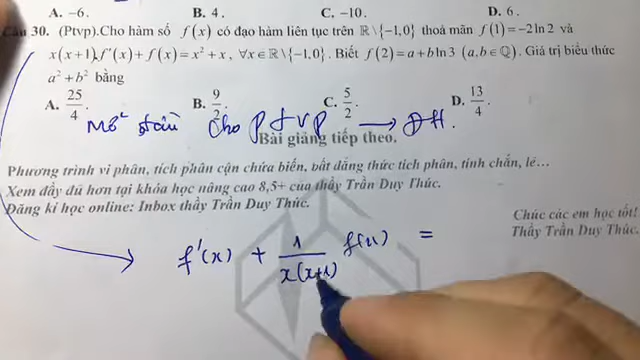 A. −6. B. 4. C. −10. D. 6.
Câu 30. (Ptvp).Cho hàm số f(x) có đạo hàm liên tục trên ℝ\{−1,0} thoả mãn f(1)=−2ln2 và
x(x+1).f'(x)+f(x)=x²+x, ∀x∈ℝ\{−1,0}. Biết f(2)=a+bln3 (a,b∈ℚ). Giá trị biểu thức
a²+b² bằng
A. 25/4. B. 9/2. C. 5/2. D. 13/4.
Cho Ptvp → ĐH.
Bài giảng tiếp theo.
Phương trình vi phân, tích phân cận chứa biến, bất đẳng thức tích phân, tính chẵn, lẻ…
Xem đầy đủ hơn tại khóa học nâng cao 8,5+ của thầy Trần Duy Thúc.
Đăng kí học online: Inbox thầy Trần Duy Thúc.
Chúc các em học tốt!
Thầy Trần Duy Thúc.
f'(x) + 1/x(x+1) f(x) =